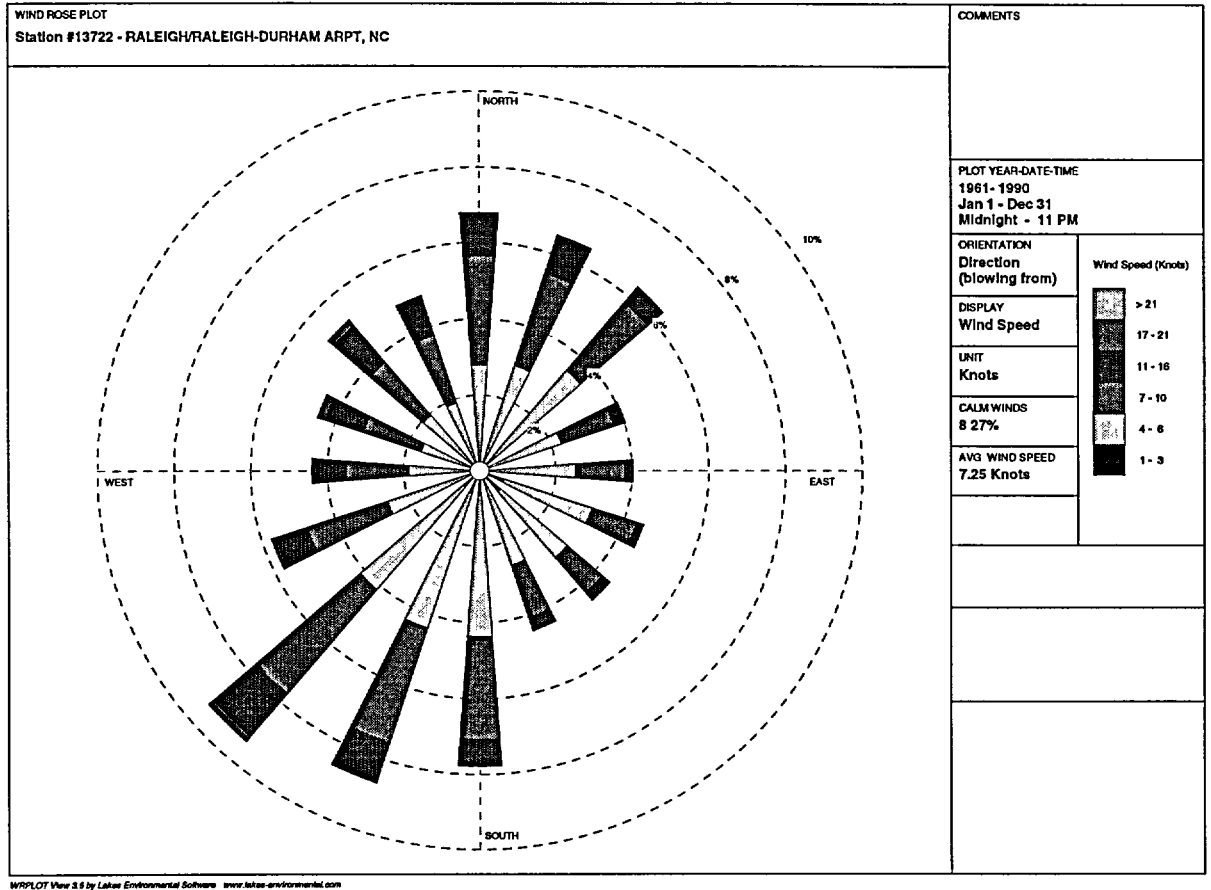 WIND ROSE PLOT
Station #13722 - RALEIGH/RALEIGH-DURHAM ARPT, NC
COMMENTS
NORTH
10%
8%
6%
4%
2%
WEST
EAST
SOUTH
PLOT YEAR-DATE-TIME
1961-1990
Jan 1 - Dec 31
Midnight - 11 PM
ORIENTATION
Direction
(blowing from)
DISPLAY
Wind Speed
UNIT
Knots
CALM WINDS
8 27%
AVG WIND SPEED
7.25 Knots
Wind Speed (Knots)
> 21
17 - 21
11 - 16
7 - 10
4 - 6
1 - 3
WRPLOT View 3.5 by Lakes Environmental Software www.lakes-environmental.com